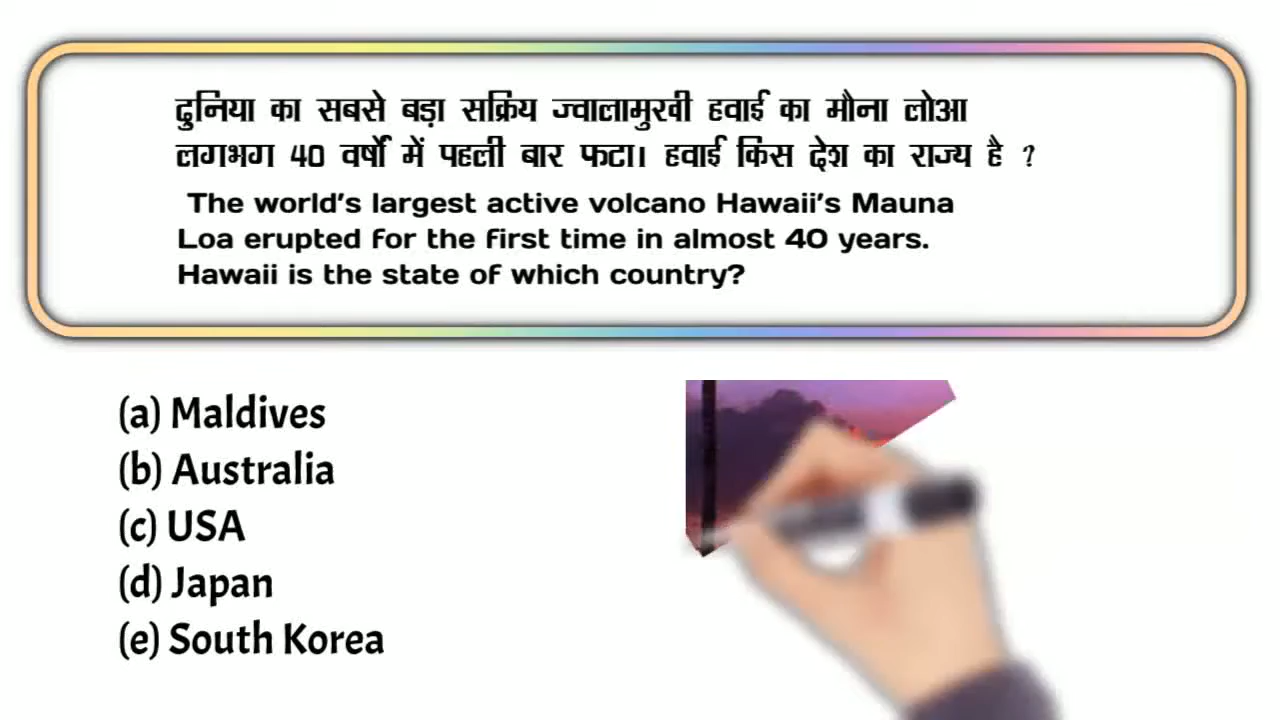 दुनिया का सबसे बड़ा सक्रिय ज्वालामुखी हवाई का मौना लोआ
लगभग 40 वर्षों में पहली बार फटा। हवाई किस देश का राज्य है ?
The world's largest active volcano Hawaii's Mauna
Loa erupted for the first time in almost 40 years.
Hawaii is the state of which country?
(a) Maldives
(b) Australia
(c) USA
(d) Japan
(e) South Korea